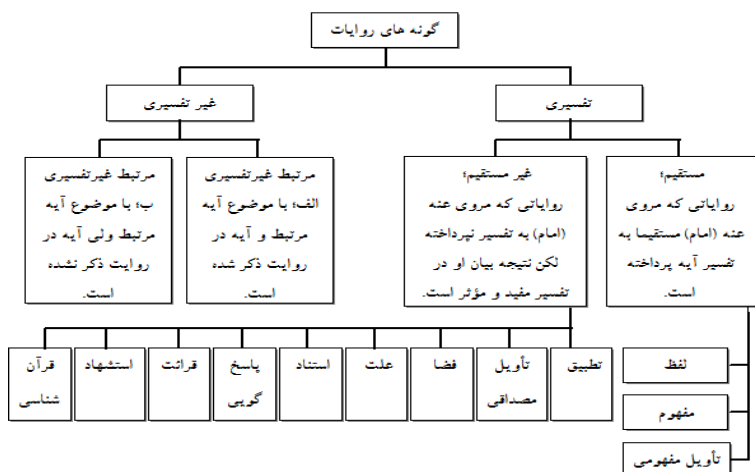 گونه های روایات
تفسیری
غیر تفسیری
مستقیم؛
روایاتی که مروی
عنه (امام) مستقیما به
تفسیر آیه پرداخته
است.
غیر مستقیم؛
روایاتی که مروی عنه
(امام) به تفسیر نپرداخته
لکن نتیجه بیان او در
تفسیر مفید و مؤثر است.
مرتبط غیرتفسیری
الف؛ با موضوع آیه
مرتبط و آیه در
روایت ذکر شده
است.
مرتبط غیرتفسیری
ب؛ با موضوع آیه
مرتبط ولی آیه در
روایت ذکر نشده
است.
لفظ
مفهوم
تأویل مفهومی
تطبیق
تأویل
مصداقی
فضا
علت
استناد
پاسخ
گویی
قرائت
استشهاد
قرآن
شناسی